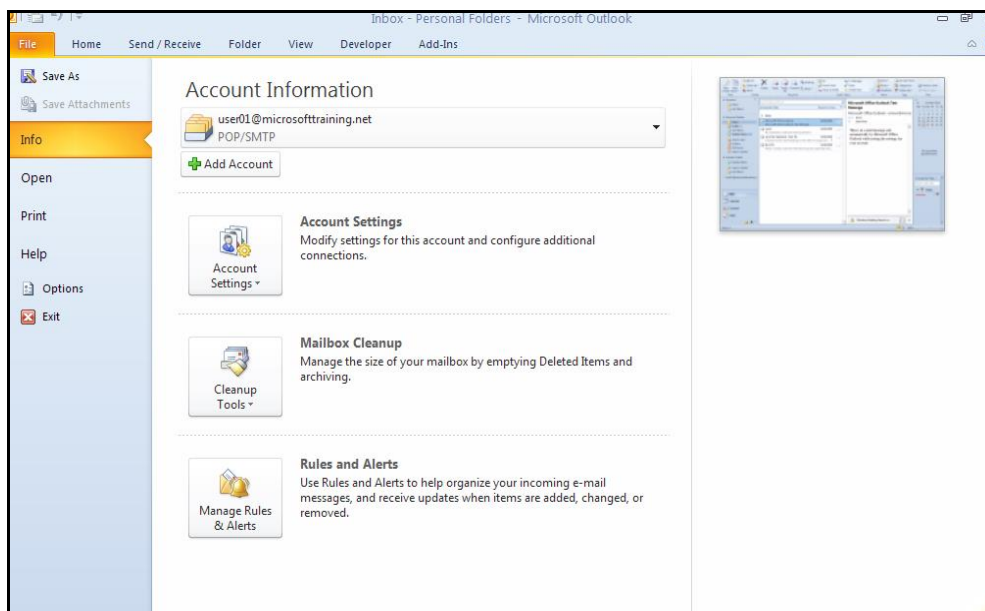 Inbox - Personal Folders - Microsoft Outlook
File Home Send / Receive Folder View Developer Add-Ins
Save As
Save Attachments
Info
Open
Print
Help
Options
Exit
Account Information
user01@microsofttraining.net
POP/SMTP
Add Account
Account
Settings
Account Settings
Modify settings for this account and configure additional
connections.
Cleanup
Tools
Mailbox Cleanup
Manage the size of your mailbox by emptying Deleted Items and
archiving.
Manage Rules
& Alerts
Rules and Alerts
Use Rules and Alerts to help organize your incoming e-mail
messages, and receive updates when items are added, changed, or
removed.